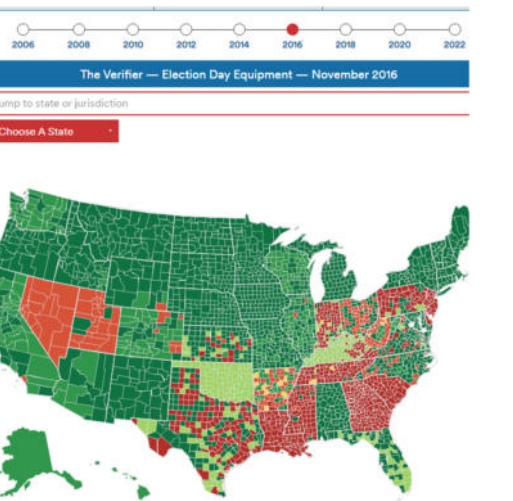 2006 2008 2010 2012 2014 2016 2018 2020 2022
The Verifier — Election Day Equipment — November 2016
ump to state or jurisdiction
Choose A State